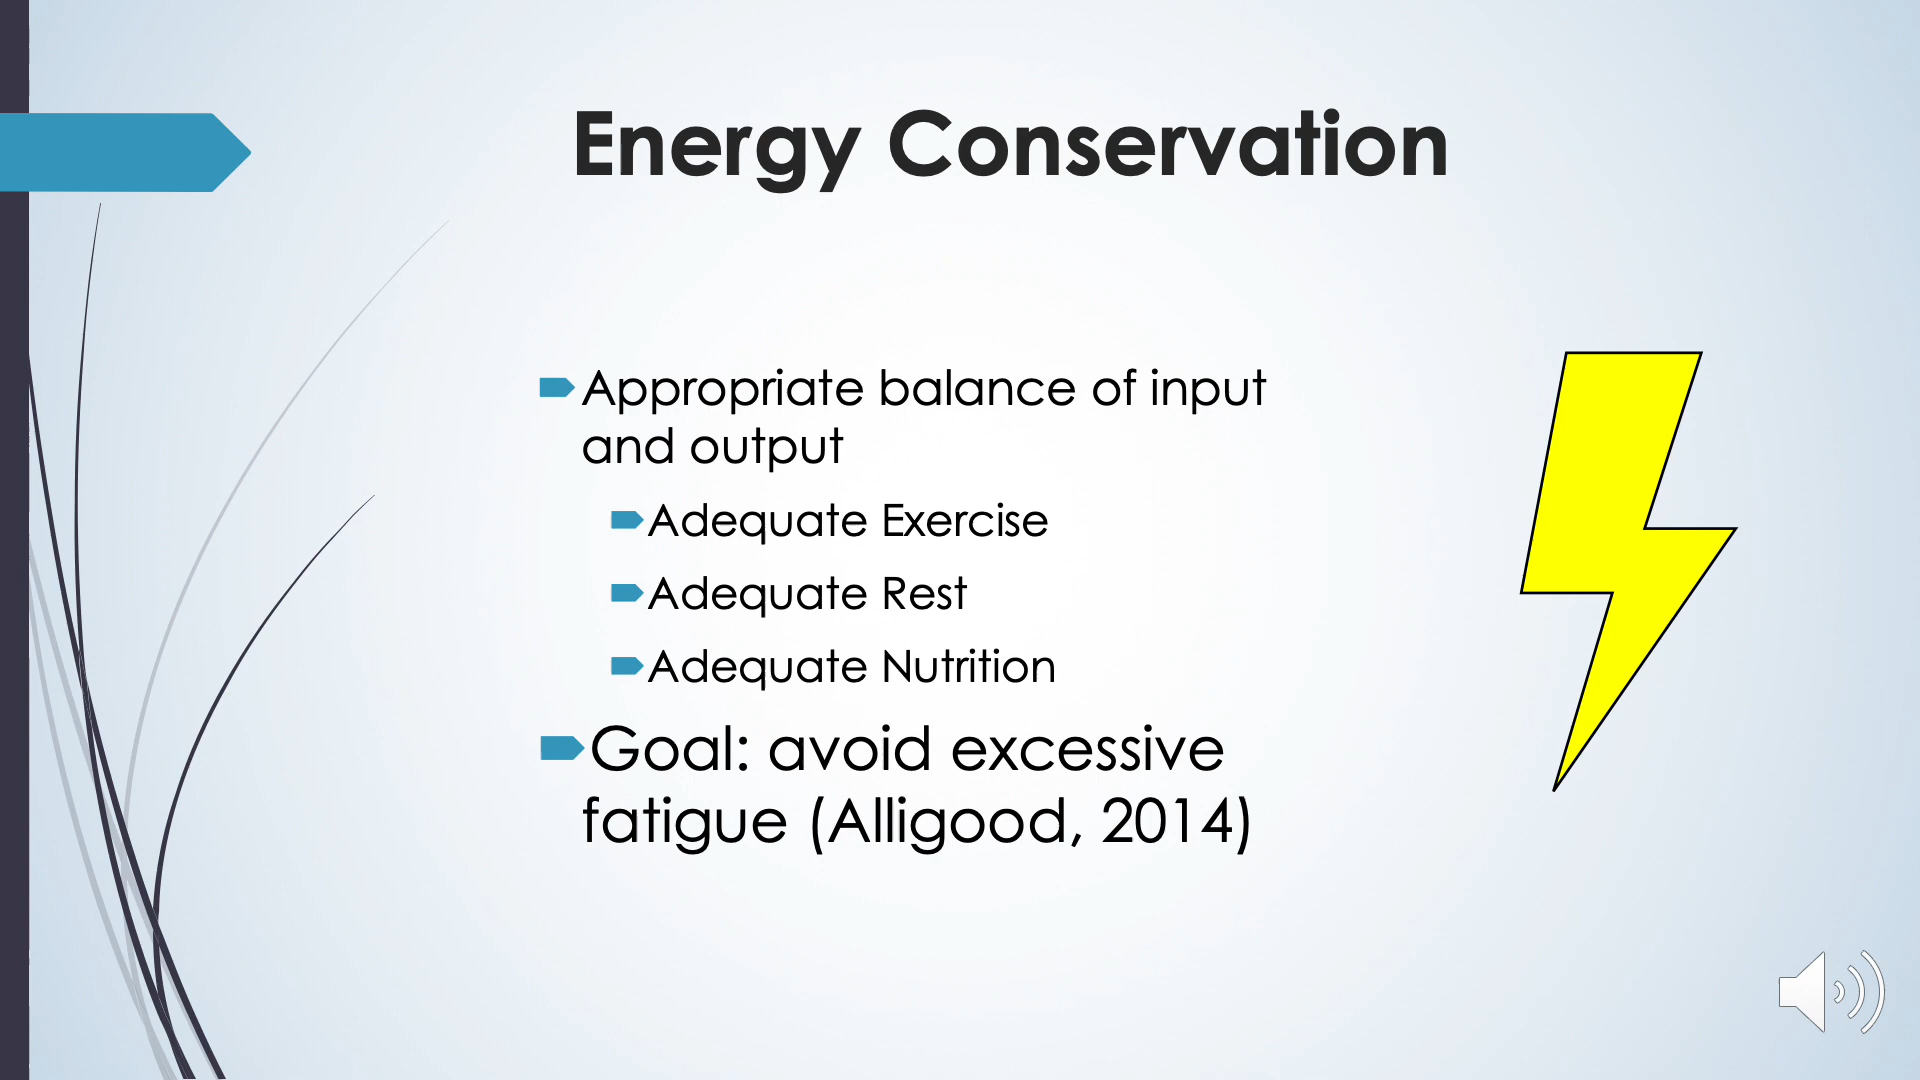 Energy Conservation
Appropriate balance of input
and output
Adequate Exercise
Adequate Rest
Adequate Nutrition
Goal: avoid excessive
fatigue (Alligood, 2014)